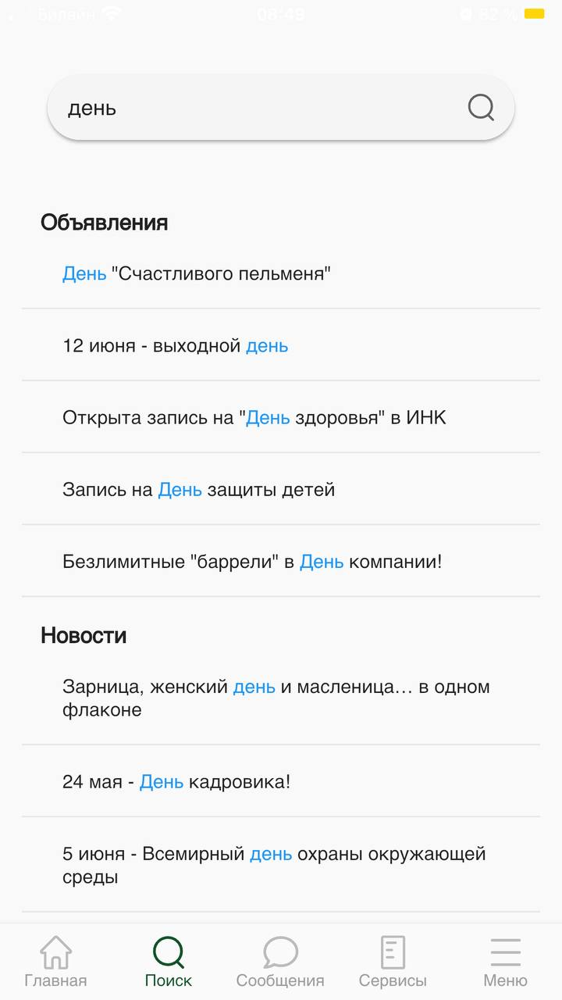 Билайн 08:49 82 %
день
Объявления
День "Счастливого пельменя"
12 июня - выходной день
Открыта запись на "День здоровья" в ИНК
Запись на День защиты детей
Безлимитные "баррели" в День компании!
Новости
Зарница, женский день и масленица... в одном
флаконе
24 мая - День кадровика!
5 июня - Всемирный день охраны окружающей
среды
Главная Поиск Сообщения Сервисы Меню